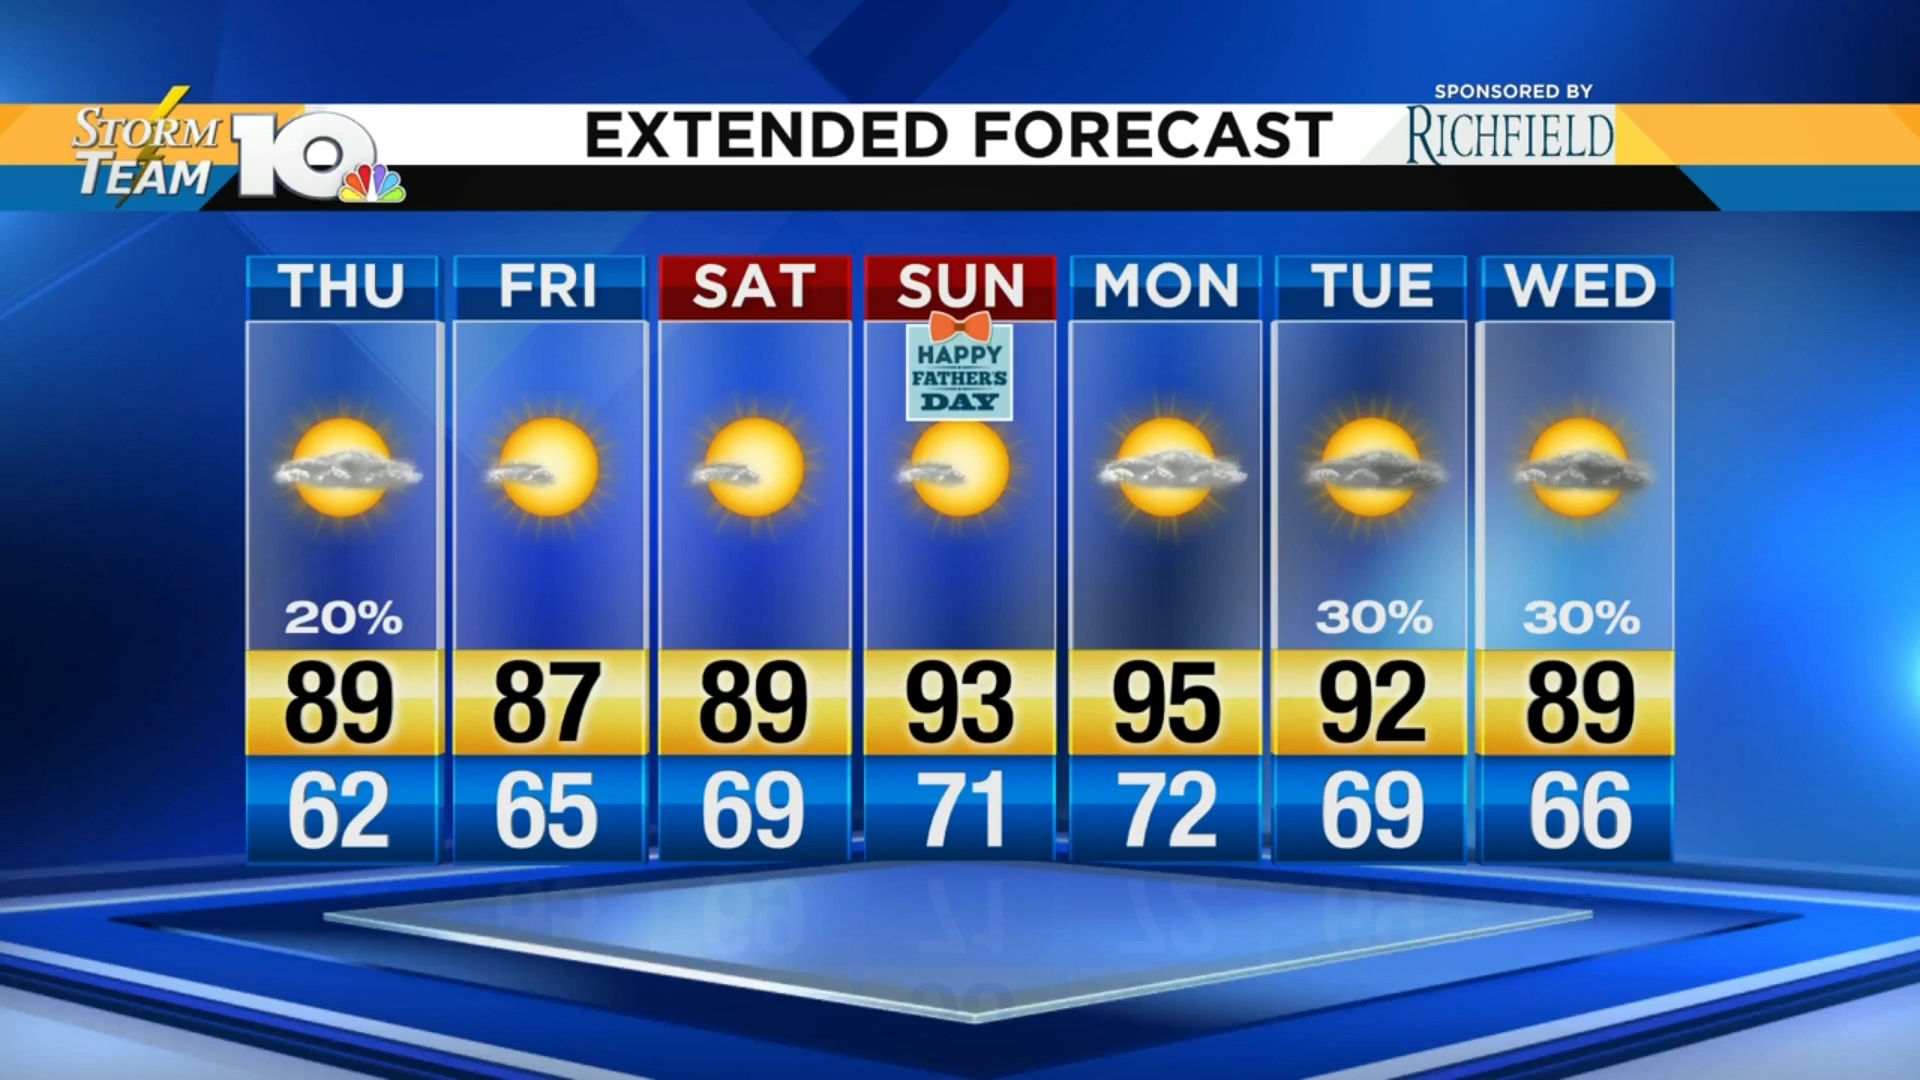 SPONSORED BY
STORM
TEAM
10
EXTENDED FORECAST
RICHFIELD
THU
FRI
SAT
SUN
MON
TUE
WED
HAPPY
FATHER'S
DAY
20%
30%
30%
89
87
89
93
95
92
89
62
65
69
71
72
69
66